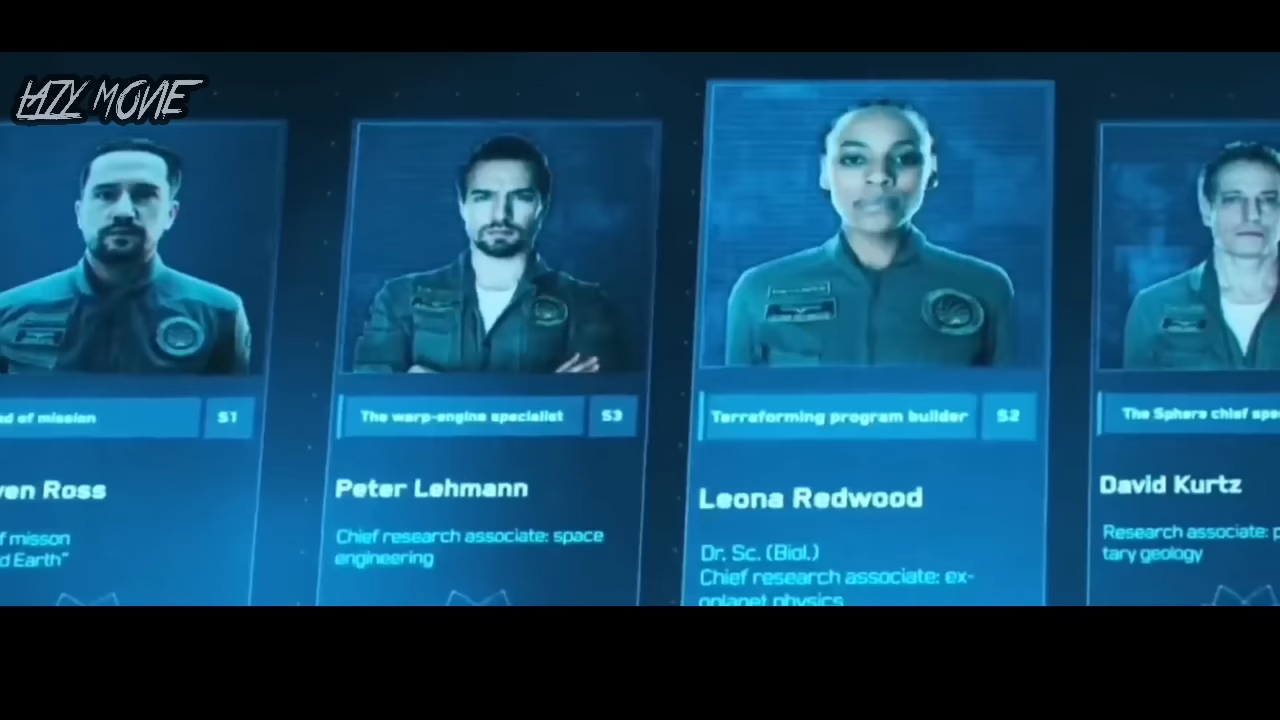 LAZY MOVIE
d of mission
S1
The warp-engine specialist
S3
Terraforming program builder
S2
The Sphere chief spe
ven Ross
Peter Lehmann
Leona Redwood
David Kurtz
f misson
d Earth"
Chief research associate: space
engineering
Dr. Sc. (Biol.)
Chief research associate: ex-
oplanet physics
Research associate: p
tary geology